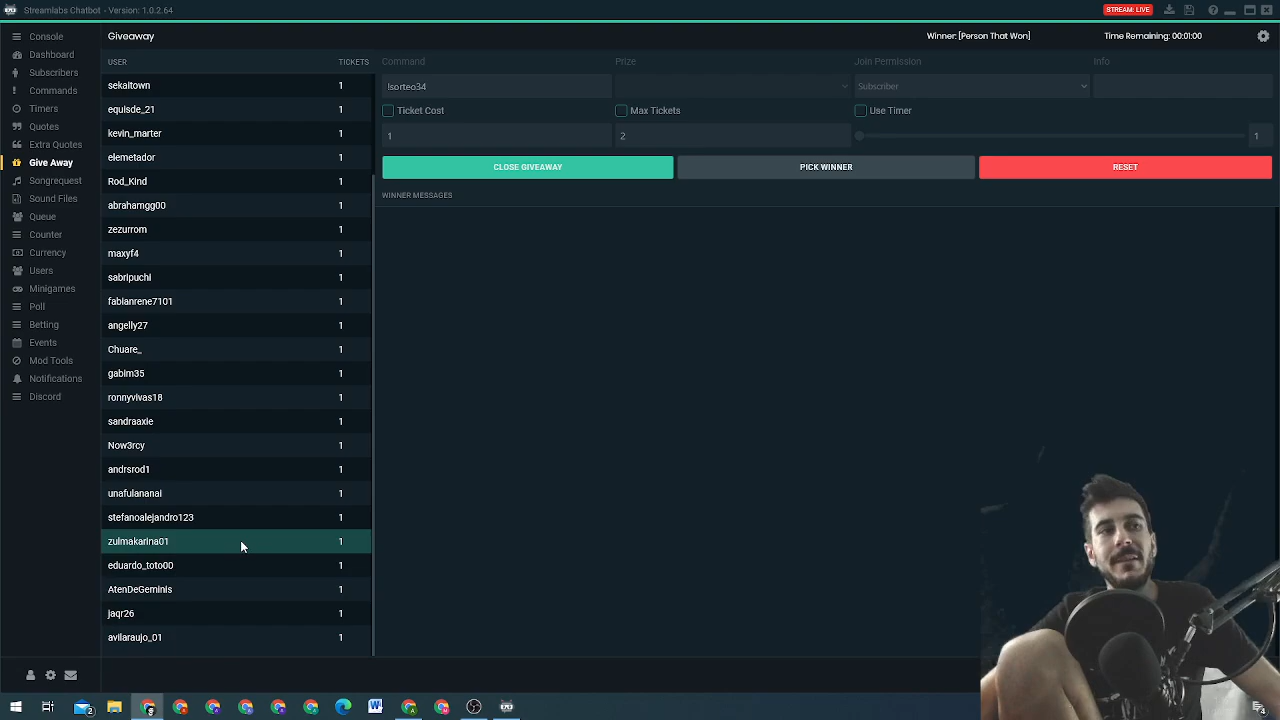 Streamlabs Chatbot - Version: 1.0.2.64
STREAM: LIVE
Console
Dashboard
Subscribers
Commands
Timers
Quotes
Extra Quotes
Give Away
Songrequest
Sound Files
Queue
Counter
Currency
Users
Minigames
Poll
Betting
Events
Mod Tools
Notifications
Discord
Giveaway
Winner: [Person That Won]
Time Remaining: 00:01:00
USER TICKETS
sekaitown 1
equisde_21 1
kevin_marter 1
elemetador 1
Rod_Kind 1
abrahamgg00 1
zezurrom 1
maxyf4 1
sabripuchi 1
fabianrene7101 1
angelly27 1
Chuare_ 1
gabim35 1
ronnyvivas18 1
sandraaxie 1
Now3rcy 1
andrsrod1 1
unafulananai 1
stefanoalejandro123 1
zulmakarina01 1
eduardo_toto00 1
AtenDeGeminis 1
jaqr26 1
avilaraujo_01 1
Command Prize Join Permission Info
!sorteo34 Subscriber
Ticket Cost Max Tickets Use Timer
1 2 1
CLOSE GIVEAWAY PICK WINNER RESET
WINNER MESSAGES